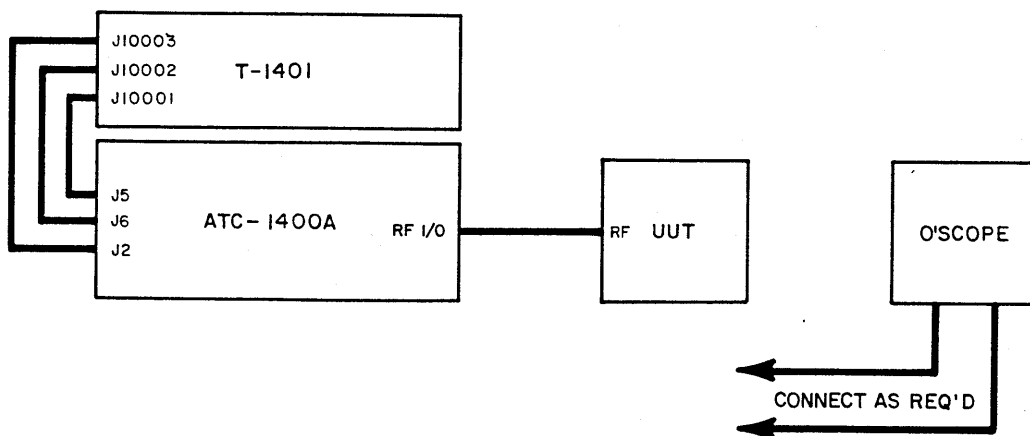 J10003
J10002
J10001
T-1401
J5
J6
J2
ATC-1400A
RF I/O
RF
UUT
O'SCOPE
CONNECT AS REQ'D